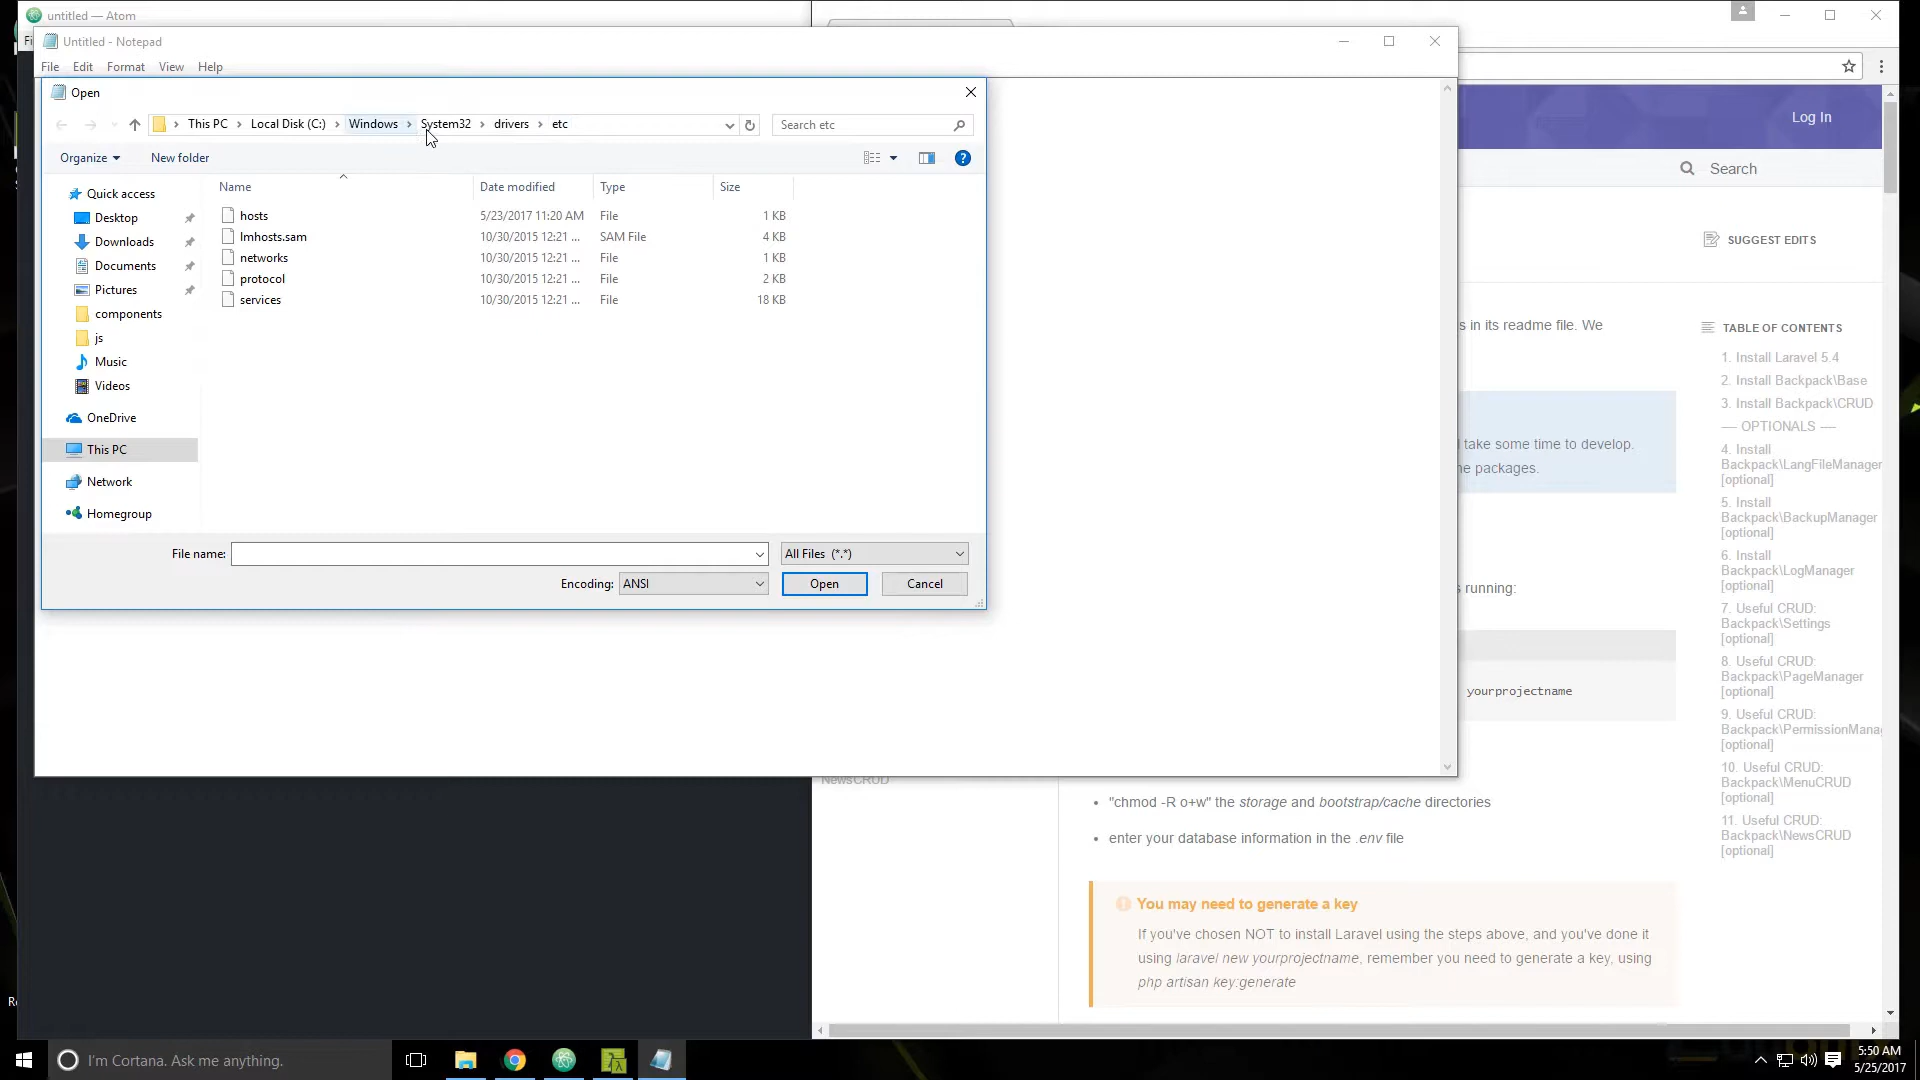 untitled — Atom
Untitled - Notepad
File Edit Format View Help
Open
This PC Local Disk (C:) Windows System32 drivers etc
Search etc
Organize New folder
Name Date modified Type Size
Quick access
Desktop
Downloads
Documents
Pictures
components
js
Music
Videos
OneDrive
This PC
Network
Homegroup
hosts 5/23/2017 11:20 AM File 1 KB
lmhosts.sam 10/30/2015 12:21 ... SAM File 4 KB
networks 10/30/2015 12:21 ... File 1 KB
protocol 10/30/2015 12:21 ... File 2 KB
services 10/30/2015 12:21 ... File 18 KB
File name:
All Files (*.*)
Encoding: ANSI Open Cancel
Log In
Search
SUGGEST EDITS
s in its readme file. We
take some time to develop.
packages.
running:
yourprojectname
NewsCRUD
• "chmod -R o+w" the storage and bootstrap/cache directories
• enter your database information in the .env file
You may need to generate a key
If you've chosen NOT to install Laravel using the steps above, and you've done it
using laravel new yourprojectname, remember you need to generate a key, using
php artisan key:generate
TABLE OF CONTENTS
1. Install Laravel 5.4
2. Install Backpack\Base
3. Install Backpack\CRUD
---- OPTIONALS ----
4. Install
Backpack\LangFileManager
[optional]
5. Install
Backpack\BackupManager
[optional]
6. Install
Backpack\LogManager
[optional]
7. Useful CRUD:
Backpack\Settings
[optional]
8. Useful CRUD:
Backpack\PageManager
[optional]
9. Useful CRUD:
Backpack\PermissionMana
[optional]
10. Useful CRUD:
Backpack\MenuCRUD
[optional]
11. Useful CRUD:
Backpack\NewsCRUD
[optional]
I'm Cortana. Ask me anything.
5:50 AM
5/25/2017